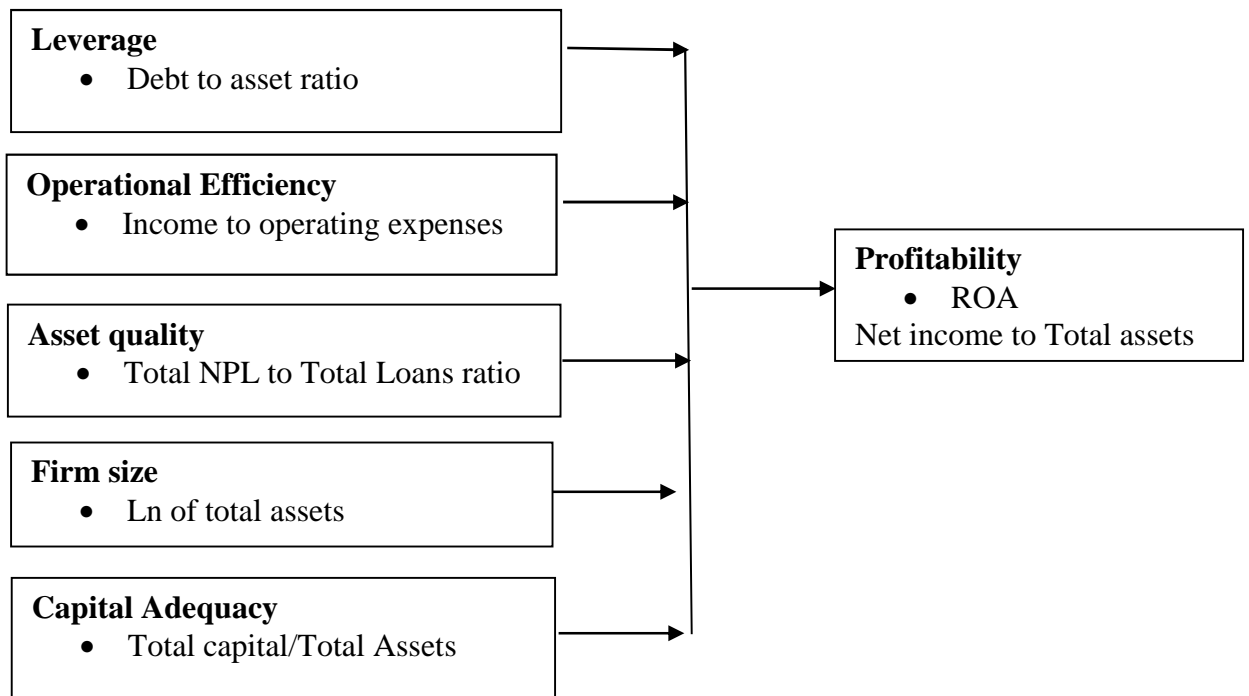 Leverage
• Debt to asset ratio
Operational Efficiency
• Income to operating expenses
Asset quality
• Total NPL to Total Loans ratio
Firm size
• Ln of total assets
Capital Adequacy
• Total capital/Total Assets
Profitability
• ROA
Net income to Total assets